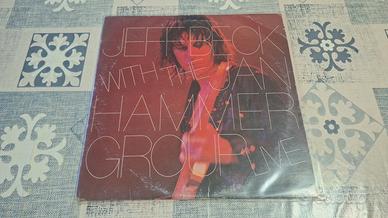 JEFF BECK
WITH THE JAN
HAMMER
GROUP LIVE